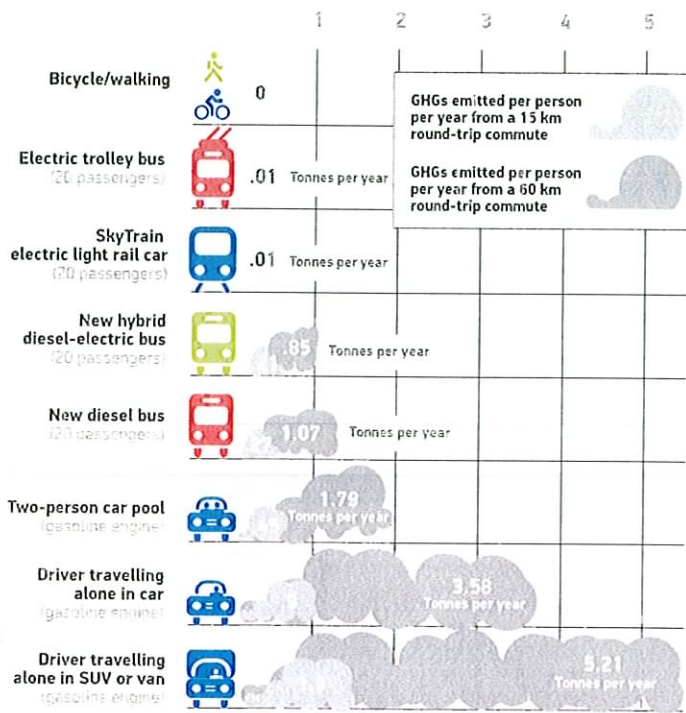 1 2 3 4 5
Bicycle/walking
0
GHGs emitted per person
per year from a 15 km
round-trip commute
GHGs emitted per person
per year from a 60 km
round-trip commute
Electric trolley bus
(20 passengers)
.01 Tonnes per year
SkyTrain
electric light rail car
(20 passengers)
.01 Tonnes per year
New hybrid
diesel-electric bus
(20 passengers)
.85 Tonnes per year
New diesel bus
(20 passengers)
1.07 Tonnes per year
Two-person car pool
(gasoline engine)
1.79
Tonnes per year
Driver travelling
alone in car
(gasoline engine)
3.58
Tonnes per year
Driver travelling
alone in SUV or van
(gasoline engine)
5.21
Tonnes per year